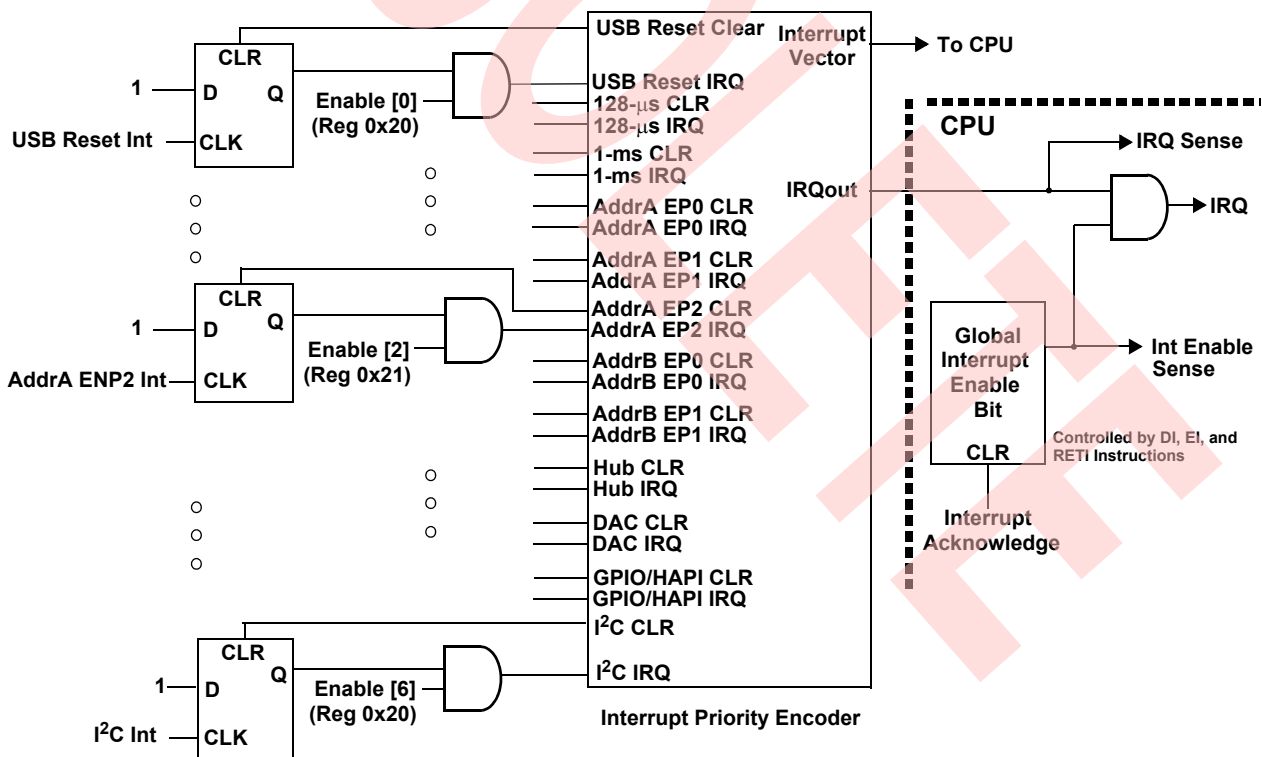 USB Reset Clear
Interrupt
Vector
To CPU
CLR
D
Q
1
USB Reset Int
CLK
Enable [0]
(Reg 0x20)
USB Reset IRQ
128-μs CLR
128-μs IRQ
1-ms CLR
1-ms IRQ
AddrA EP0 CLR
AddrA EP0 IRQ
AddrA EP1 CLR
AddrA EP1 IRQ
AddrA EP2 CLR
AddrA EP2 IRQ
AddrB EP0 CLR
AddrB EP0 IRQ
AddrB EP1 CLR
AddrB EP1 IRQ
Hub CLR
Hub IRQ
DAC CLR
DAC IRQ
GPIO/HAPI CLR
GPIO/HAPI IRQ
I²C CLR
I²C IRQ
IRQout
CPU
IRQ Sense
IRQ
Global
Interrupt
Enable
Bit
CLR
Int Enable
Sense
Controlled by DI, EI, and
RETI Instructions
Interrupt
Acknowledge
CLR
1
D
Q
AddrA ENP2 Int
CLK
Enable [2]
(Reg 0x21)
CLR
1
D
Q
I²C Int
CLK
Enable [6]
(Reg 0x20)
Interrupt Priority Encoder